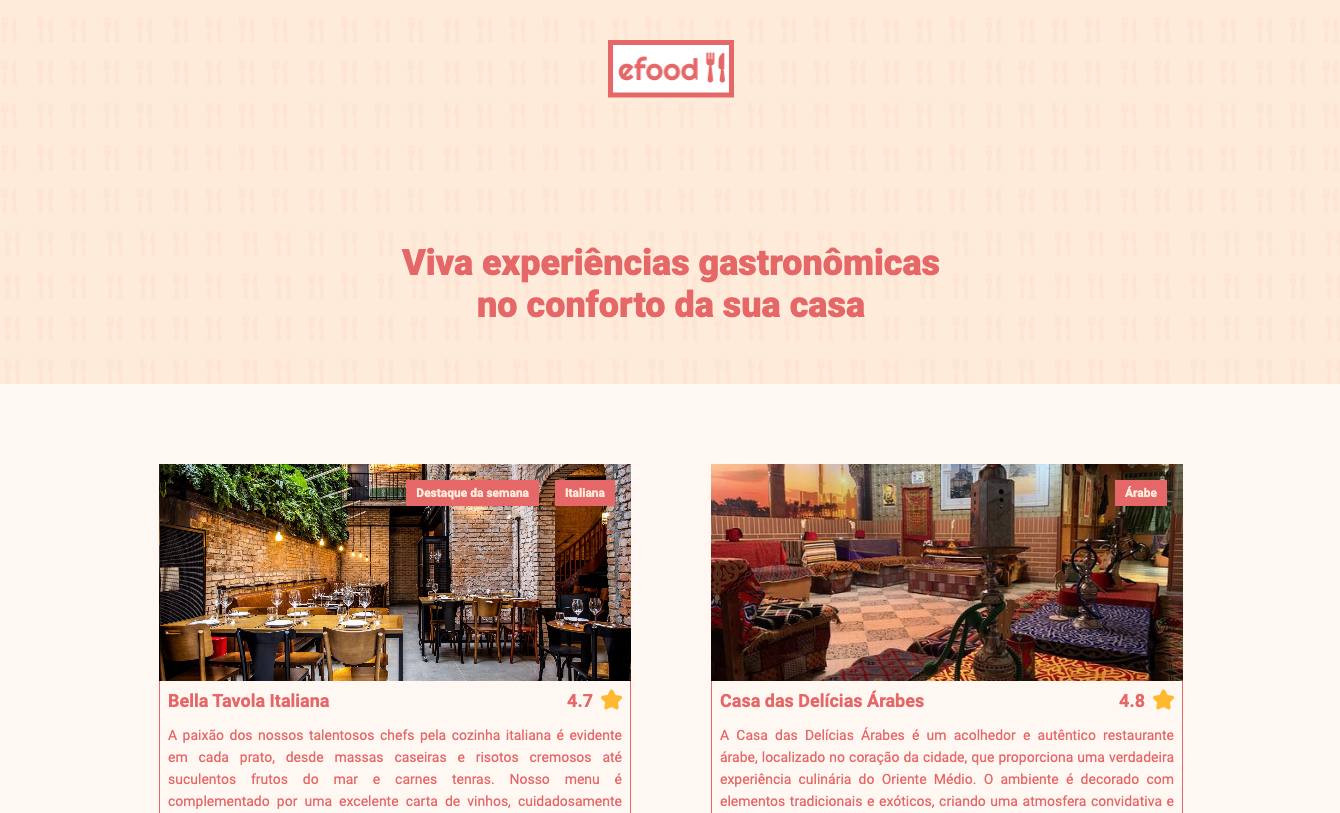 efood
Viva experiências gastronômicas
no conforto da sua casa
Destaque da semana
Italiana
Árabe
Bella Tavola Italiana
4.7
A paixão dos nossos talentosos chefs pela cozinha italiana é evidente
em cada prato, desde massas caseiras e risotos cremosos até
suculentos frutos do mar e carnes tenras. Nosso menu é
complementado por uma excelente carta de vinhos, cuidadosamente
Casa das Delícias Árabes
4.8
A Casa das Delícias Árabes é um acolhedor e autêntico restaurante
árabe, localizado no coração da cidade, que proporciona uma verdadeira
experiência culinária do Oriente Médio. O ambiente é decorado com
elementos tradicionais e exóticos, criando uma atmosfera convidativa e